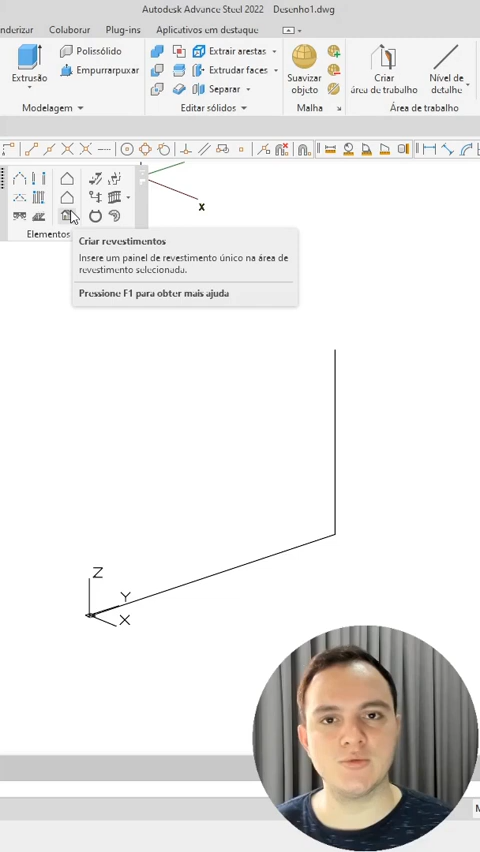 Autodesk Advance Steel 2022 Desenho1.dwg
nderizar Colaborar Plug-ins Aplicativos em destaque
Extrusão
Polissólido
Empurrarpuxar
Modelagem
Extrair arestas
Extrudar faces
Separar
Editar sólidos
Suavizar
objeto
Malha
Criar
área de trabalho
Nível de
detalhe
Área de trabalho
X
Elementos
Criar revestimentos
Insere um painel de revestimento único na área de
revestimento selecionada.
Pressione F1 para obter mais ajuda
Z
Y
X
M